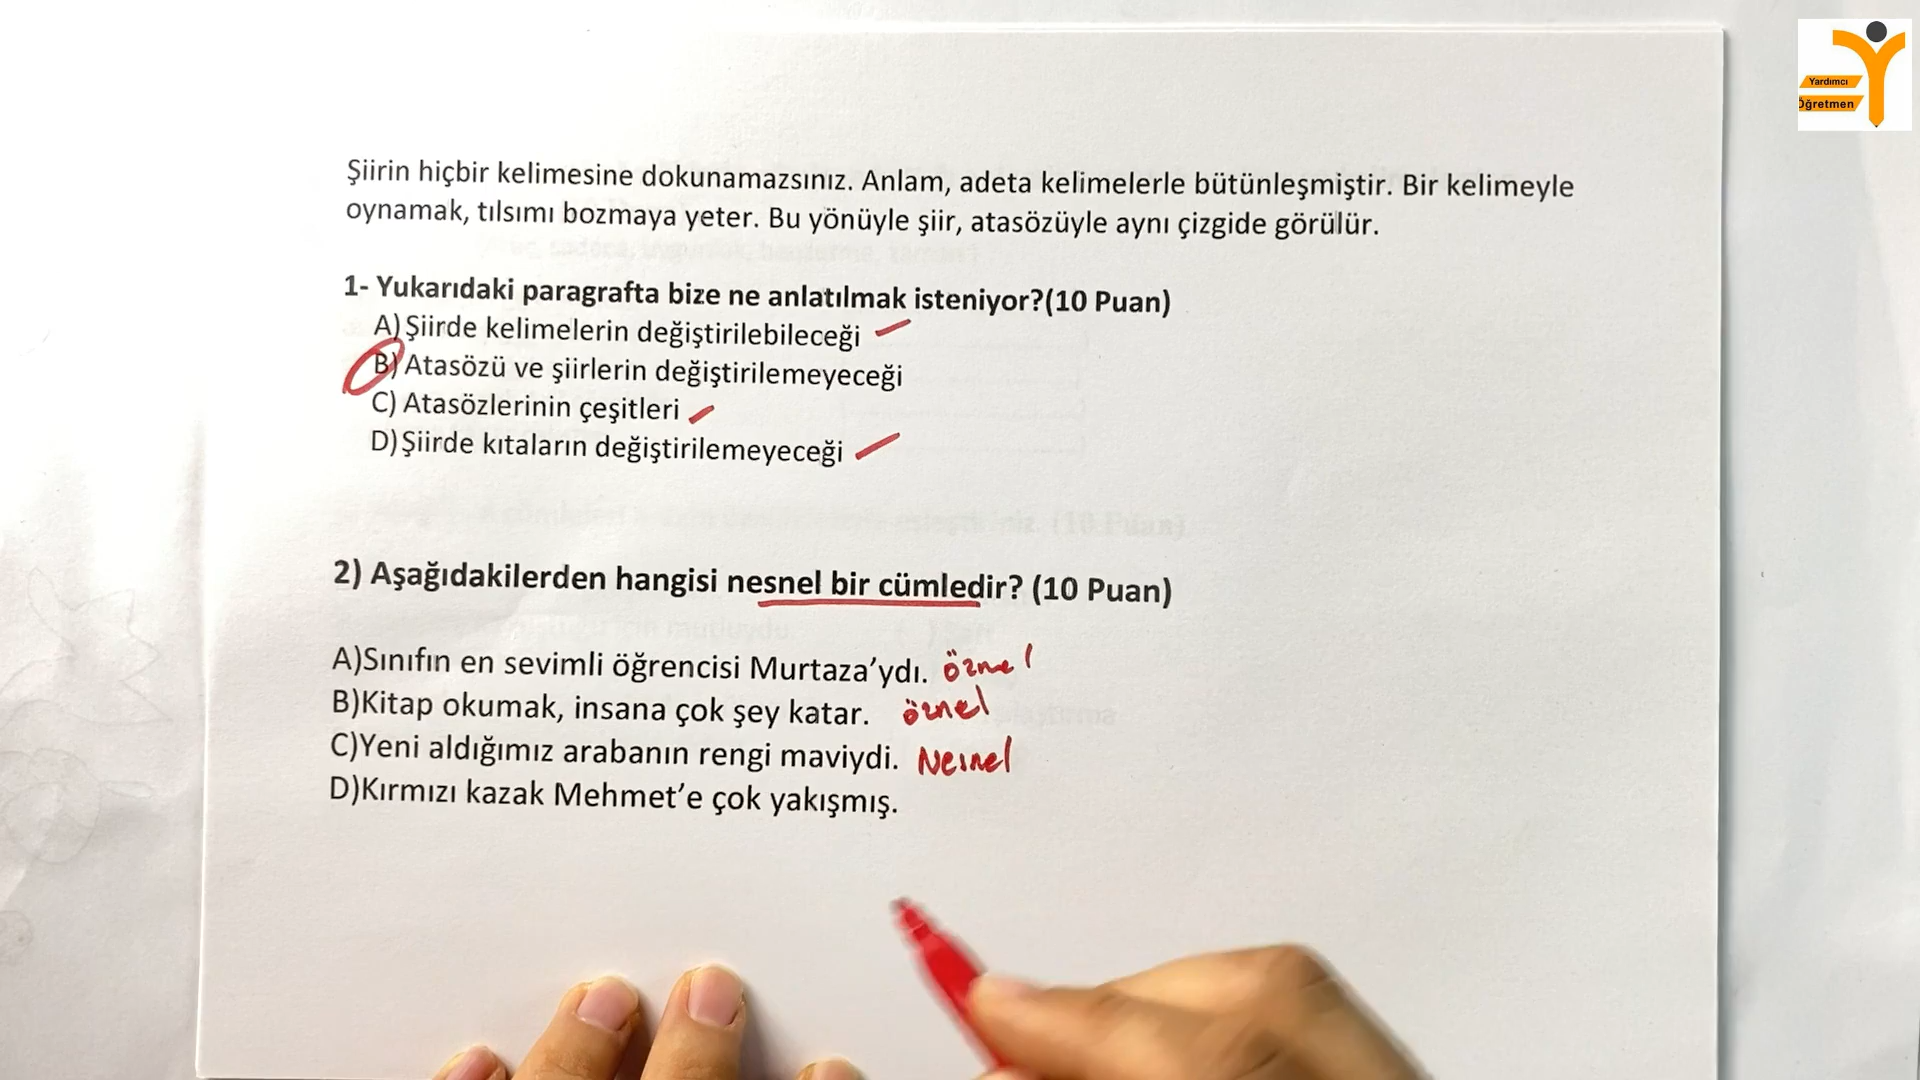 Yardımcı
Öğretmen
Şiirin hiçbir kelimesine dokunamazsınız. Anlam, adeta kelimelerle bütünleşmiştir. Bir kelimeyle
oynamak, tılsımı bozmaya yeter. Bu yönüyle şiir, atasözüyle aynı çizgide görülür.
1- Yukarıdaki paragrafta bize ne anlatılmak isteniyor?(10 Puan)
A) Şiirde kelimelerin değiştirilebileceği
B) Atasözü ve şiirlerin değiştirilemeyeceği
C) Atasözlerinin çeşitleri
D) Şiirde kıtaların değiştirilemeyeceği
2) Aşağıdakilerden hangisi nesnel bir cümledir? (10 Puan)
A)Sınıfın en sevimli öğrencisi Murtaza'ydı. öznel
B)Kitap okumak, insana çok şey katar. öznel
C)Yeni aldığımız arabanın rengi maviydi. Nesnel
D)Kırmızı kazak Mehmet'e çok yakışmış.